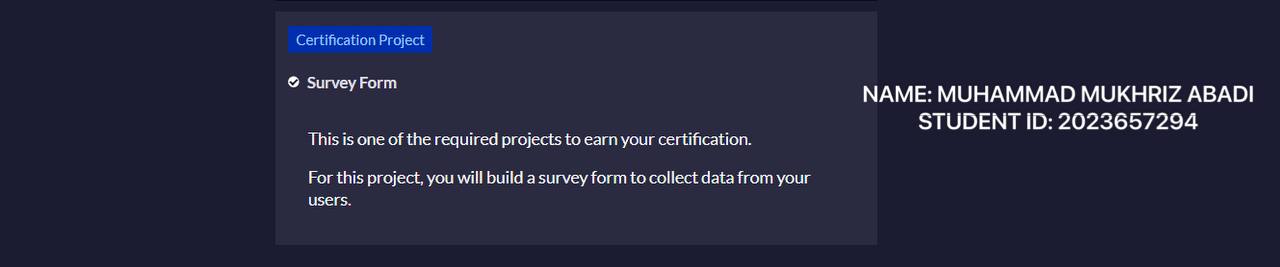 Certification Project
Survey Form
NAME: MUHAMMAD MUKHRIZ ABADI
STUDENT ID: 2023657294
This is one of the required projects to earn your certification.
For this project, you will build a survey form to collect data from your
users.